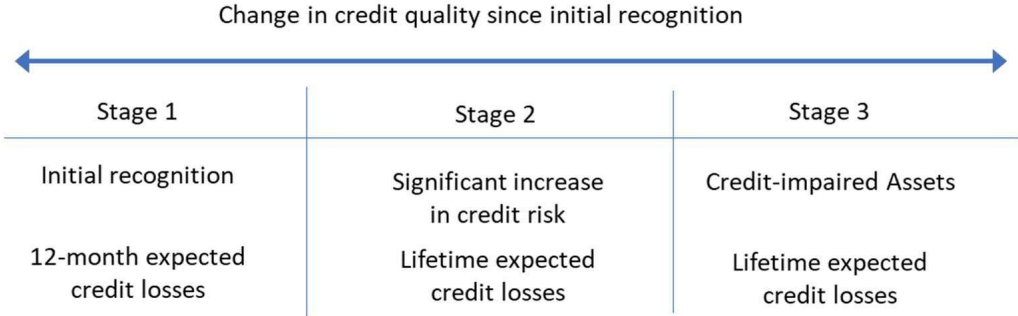 Change in credit quality since initial recognition
Stage 1
Stage 2
Stage 3
Initial recognition
Significant increase
in credit risk
Credit-impaired Assets
12-month expected
credit losses
Lifetime expected
credit losses
Lifetime expected
credit losses